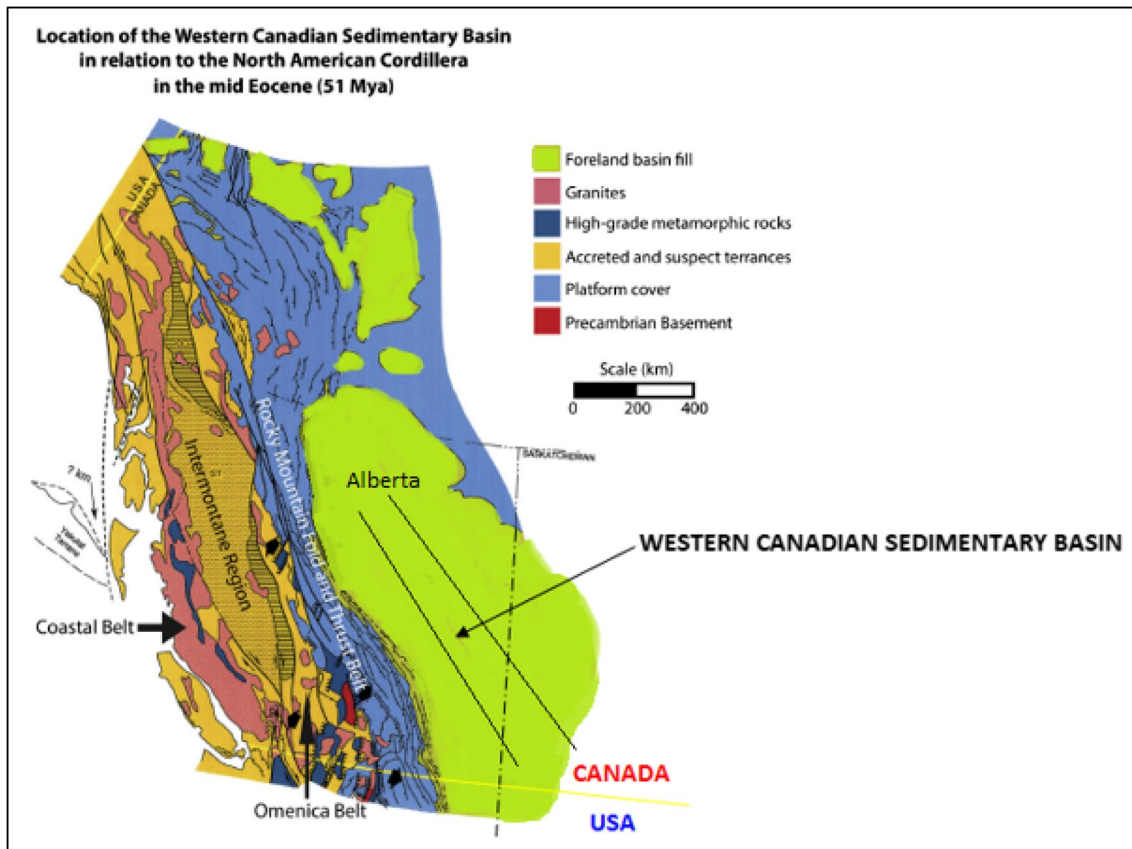 Location of the Western Canadian Sedimentary Basin
in relation to the North American Cordillera
in the mid Eocene (51 Mya)
Foreland basin fill
Granites
High-grade metamorphic rocks
Accreted and suspect terrances
Platform cover
Precambrian Basement
Scale (km)
0 200 400
USA
CANADA
Rocky Mountain Fold and Thrust Belt
Intermontane Region
Alberta
? km
Yakutat
Terrane
WESTERN CANADIAN SEDIMENTARY BASIN
Coastal Belt
Omenica Belt
CANADA
USA